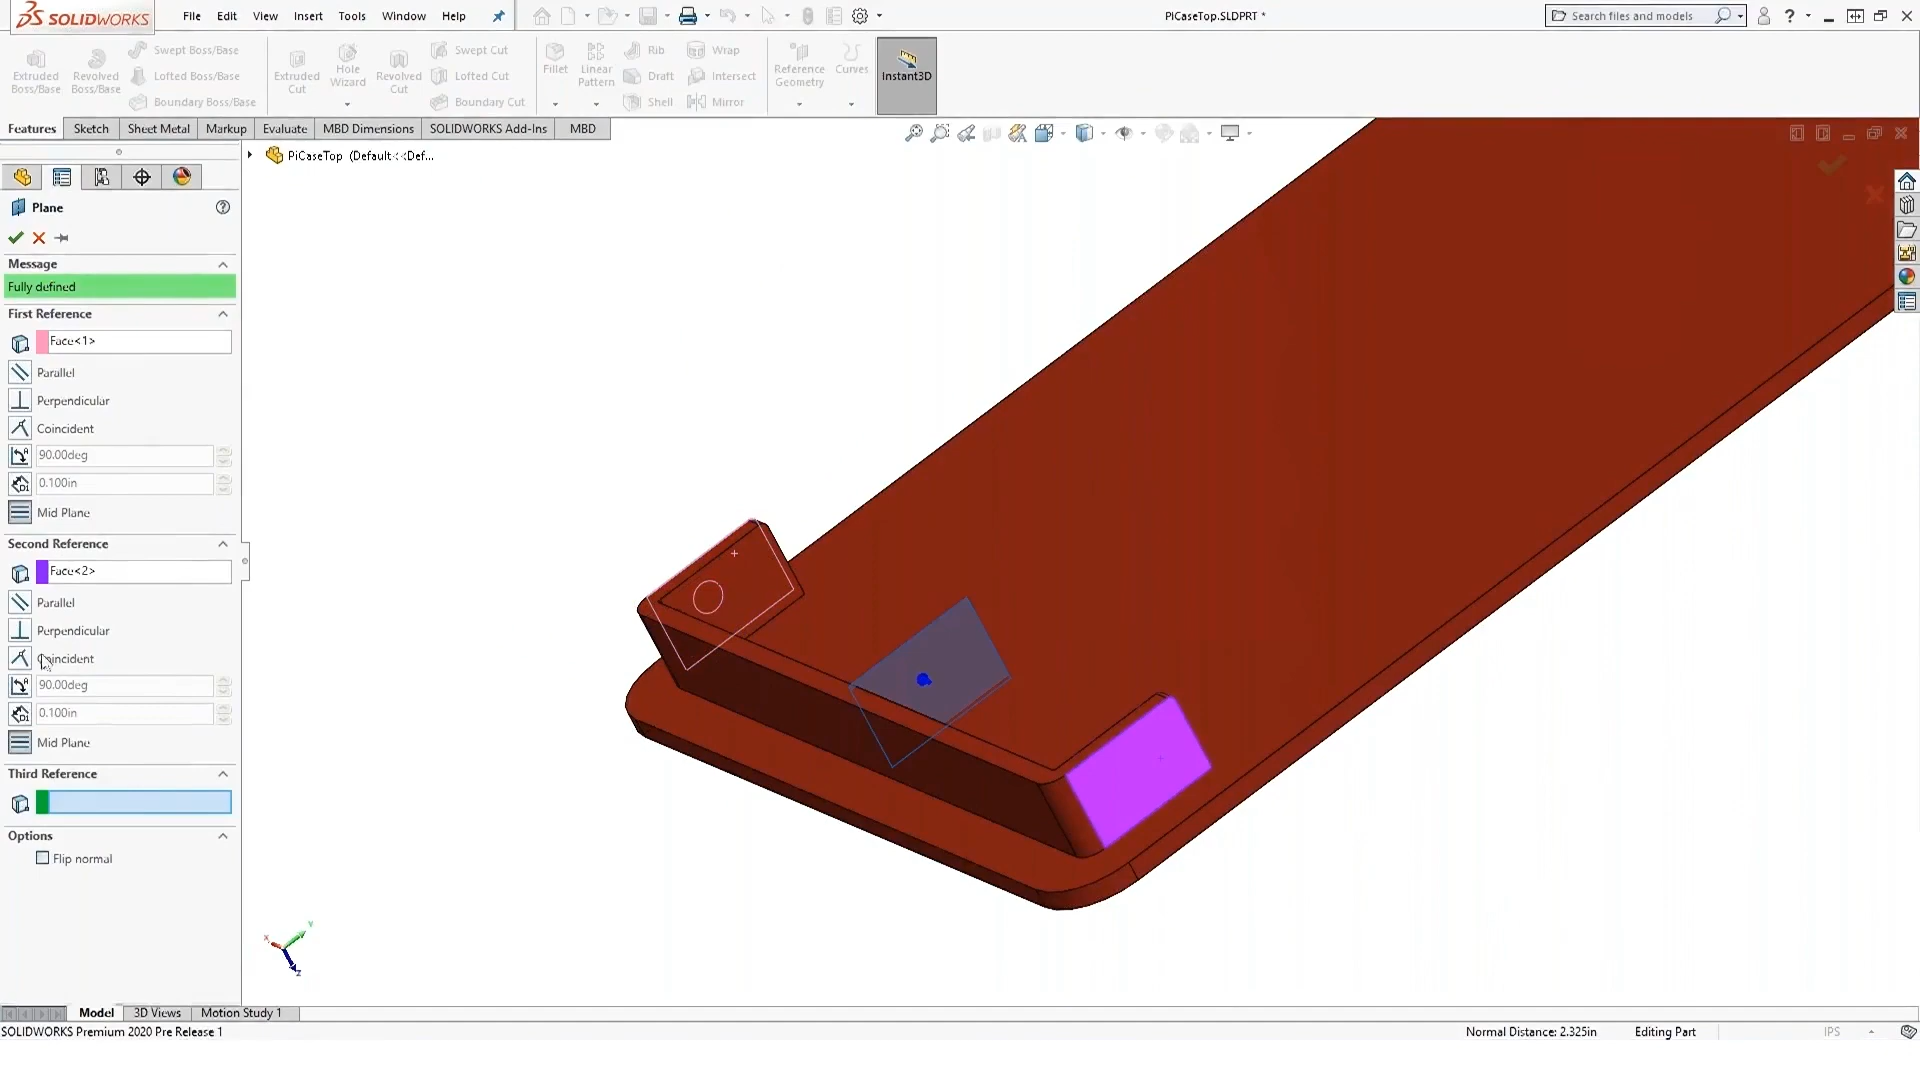 SOLIDWORKS File Edit View Insert Tools Window Help PiCaseTop.SLDPRT * Search files and models ?
Extruded Boss/Base
Revolved Boss/Base
Swept Boss/Base
Lofted Boss/Base
Boundary Boss/Base
Extruded Cut
Hole Wizard
Revolved Cut
Swept Cut
Lofted Cut
Boundary Cut
Fillet
Linear Pattern
Rib
Draft
Shell
Wrap
Intersect
Mirror
Reference Geometry
Curves
Instant3D
Features Sketch Sheet Metal Markup Evaluate MBD Dimensions SOLIDWORKS Add-Ins MBD
PiCaseTop (Default<<Def...
Plane
Message
Fully defined
First Reference
Face<1>
Parallel
Perpendicular
Coincident
90.00deg
0.100in
Mid Plane
Second Reference
Face<2>
Parallel
Perpendicular
Coincident
90.00deg
0.100in
Mid Plane
Third Reference
Options
Flip normal
X Y Z
Model 3D Views Motion Study 1
SOLIDWORKS Premium 2020 Pre Release 1 Normal Distance: 2.325in Editing Part IPS